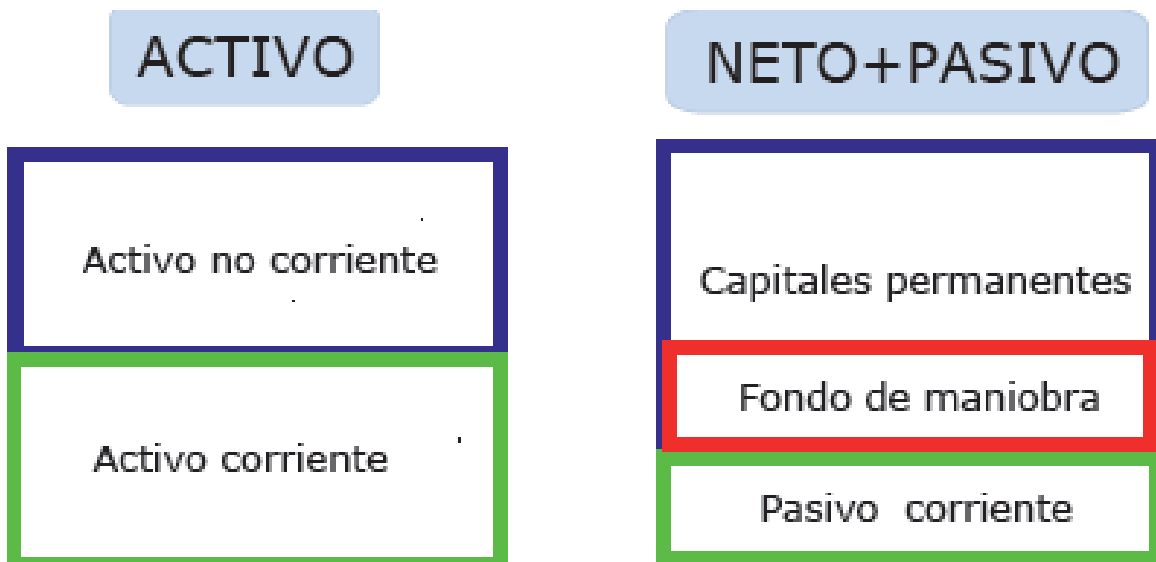 ACTIVO
NETO+PASIVO
Activo no corriente
Capitales permanentes
Fondo de maniobra
Activo corriente
Pasivo corriente